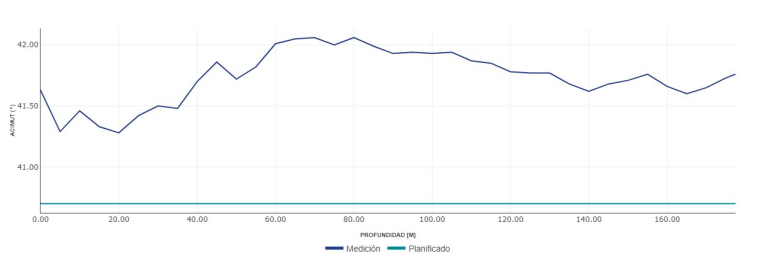 42.00
41.50
41.00
ACIMUT (°)
0.00 20.00 40.00 60.00 80.00 100.00 120.00 140.00 160.00
PROFUNDIDAD [M]
Medición Planificado